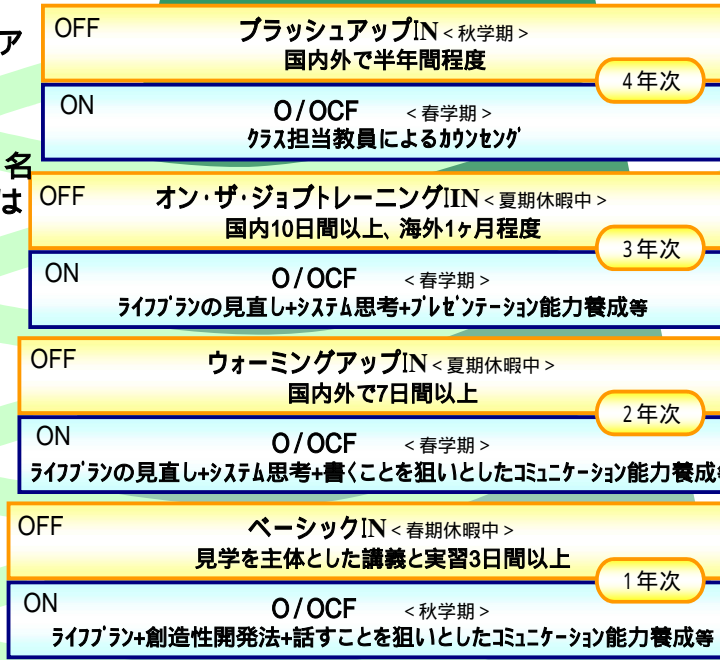 ア
OFF
ブラッシュアップIN<秋学期>
国内外で半年間程度
4年次
ON
O/OCF <春学期>
ｸﾗｽ担当教員によるｶｳﾝｾﾝｸﾞ
名
は
OFF
オン・ザ・ジョブトレーニングIIN<夏期休暇中>
国内10日間以上、海外1ヶ月程度
3年次
ON
O/OCF <春学期>
ﾗｲﾌﾌﾟﾗﾝの見直し+ｼｽﾃﾑ思考+ﾌﾟﾚｾﾞﾝﾃｰｼｮﾝ能力養成等
OFF
ウォーミングアップIN<夏期休暇中>
国内外で7日間以上
2年次
ON
O/OCF <春学期>
ﾗｲﾌﾌﾟﾗﾝの見直し+ｼｽﾃﾑ思考+書くことを狙いとしたｺﾐｭﾆｹｰｼｮﾝ能力養成等
OFF
ベーシックIN<春期休暇中>
見学を主体とした講義と実習3日間以上
1年次
ON
O/OCF <秋学期>
ﾗｲﾌﾌﾟﾗﾝ+創造性開発法+話すことを狙いとしたｺﾐｭﾆｹｰｼｮﾝ能力養成等